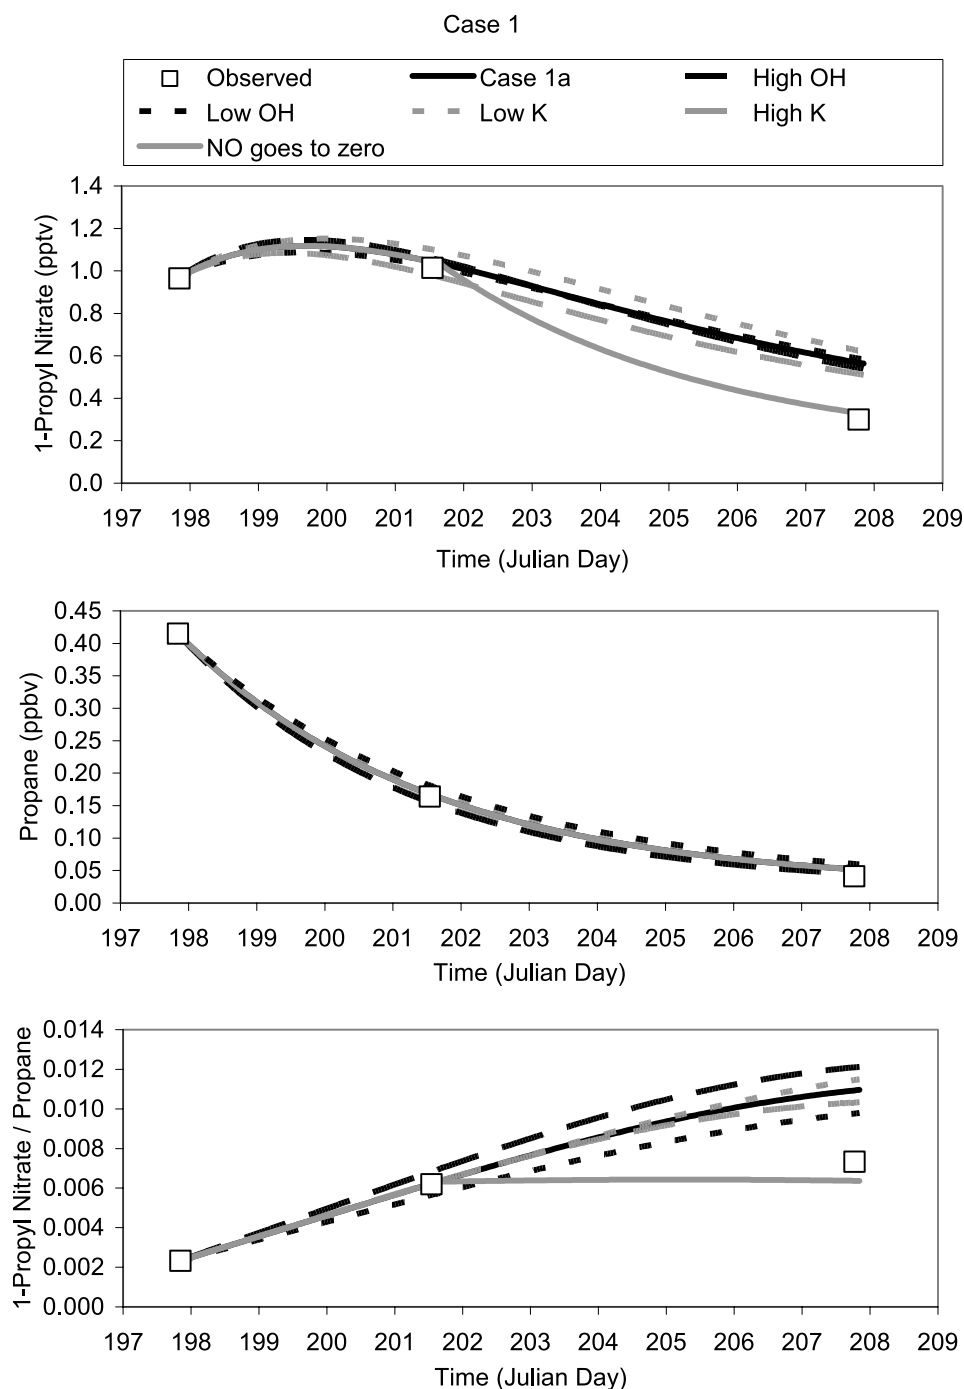 Case 1
Observed Case 1a High OH
Low OH Low K High K
NO goes to zero
1-Propyl Nitrate (pptv)
1.4
1.2
1.0
0.8
0.6
0.4
0.2
0.0
197 198 199 200 201 202 203 204 205 206 207 208 209
Time (Julian Day)
Propane (ppbv)
0.45
0.40
0.35
0.30
0.25
0.20
0.15
0.10
0.05
0.00
197 198 199 200 201 202 203 204 205 206 207 208 209
Time (Julian Day)
1-Propyl Nitrate / Propane
0.014
0.012
0.010
0.008
0.006
0.004
0.002
0.000
197 198 199 200 201 202 203 204 205 206 207 208 209
Time (Julian Day)